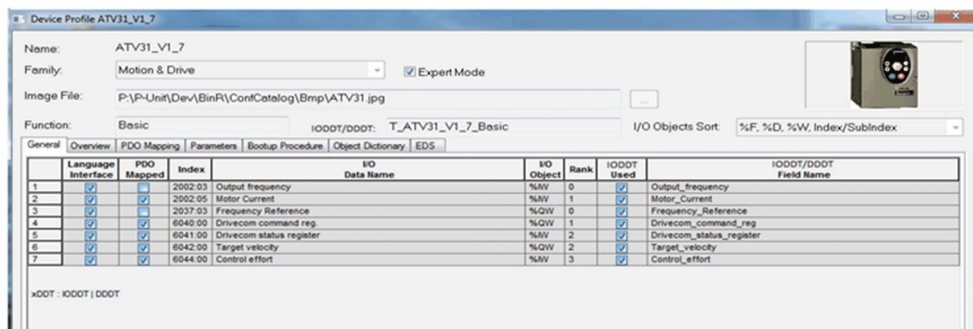 Device Profile ATV31_V1_7
Name: ATV31_V1_7
Family: Motion & Drive Expert Mode
Image File: P:\P-Unit\Dev\BinR\ConfCatalog\Bmp\ATV31.jpg ...
Function: Basic IODDT/DDDT: T_ATV31_V1_7_Basic I/O Objects Sort: %F, %D, %W, Index/SubIndex
General Overview PDO Mapping Parameters Bootup Procedure Object Dictionary EDS
Language Interface PDO Mapped Index I/O Data Name I/O Object Rank IODDT Used IODDT/DDDT Field Name
1 2002:03 Output frequency %IW 0 Output_frequency
2 2002:05 Motor Current %IW 1 Motor_Current
3 2037:03 Frequency Reference %QW 0 Frequency_Reference
4 6040:00 Drivecom command reg. %QW 1 Drivecom_command_reg
5 6041:00 Drivecom status register %IW 2 Drivecom_status_register
6 6042:00 Target velocity %QW 2 Target_velocity
7 6044:00 Control effort %IW 3 Control_effort
xDDT : IODDT | DDDT